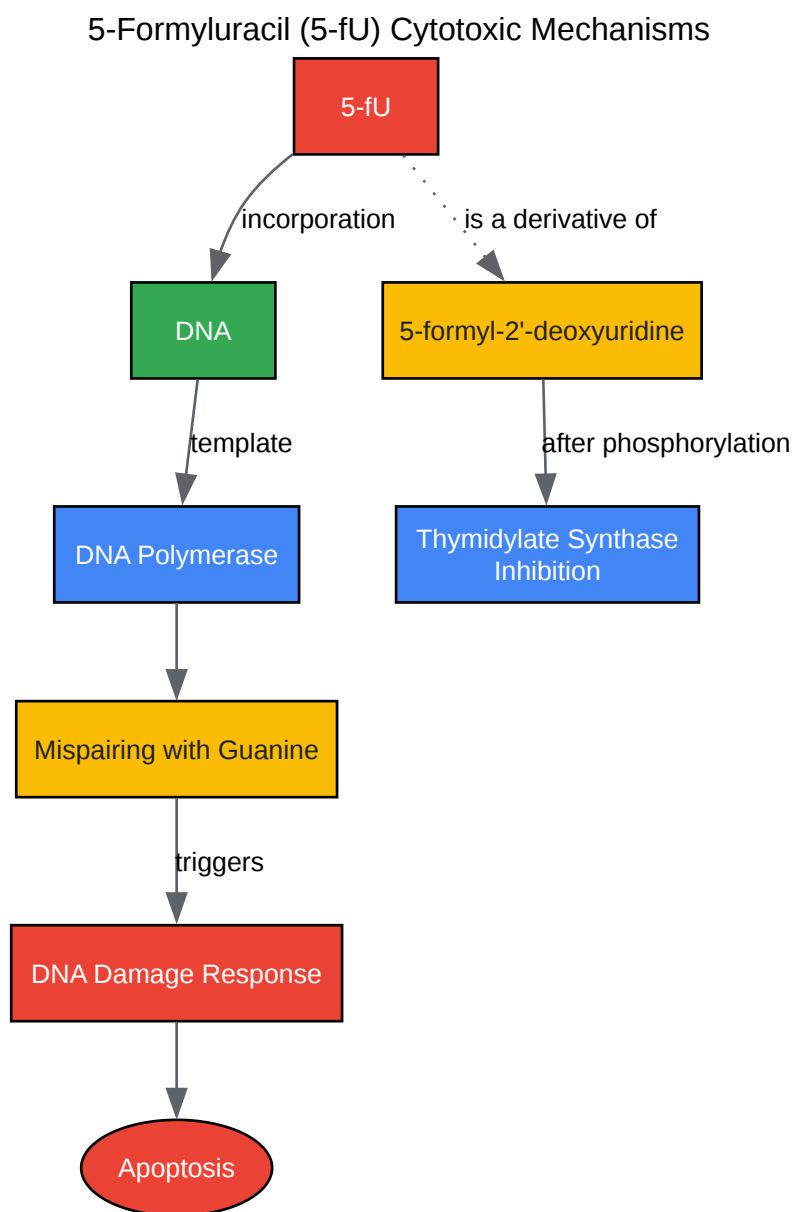 5-Formyluracil (5-fU) Cytotoxic Mechanisms
5-fU
incorporation
is a derivative of
DNA
5-formyl-2'-deoxyuridine
template
after phosphorylation
DNA Polymerase
Thymidylate Synthase
Inhibition
Mispairing with Guanine
triggers
DNA Damage Response
Apoptosis